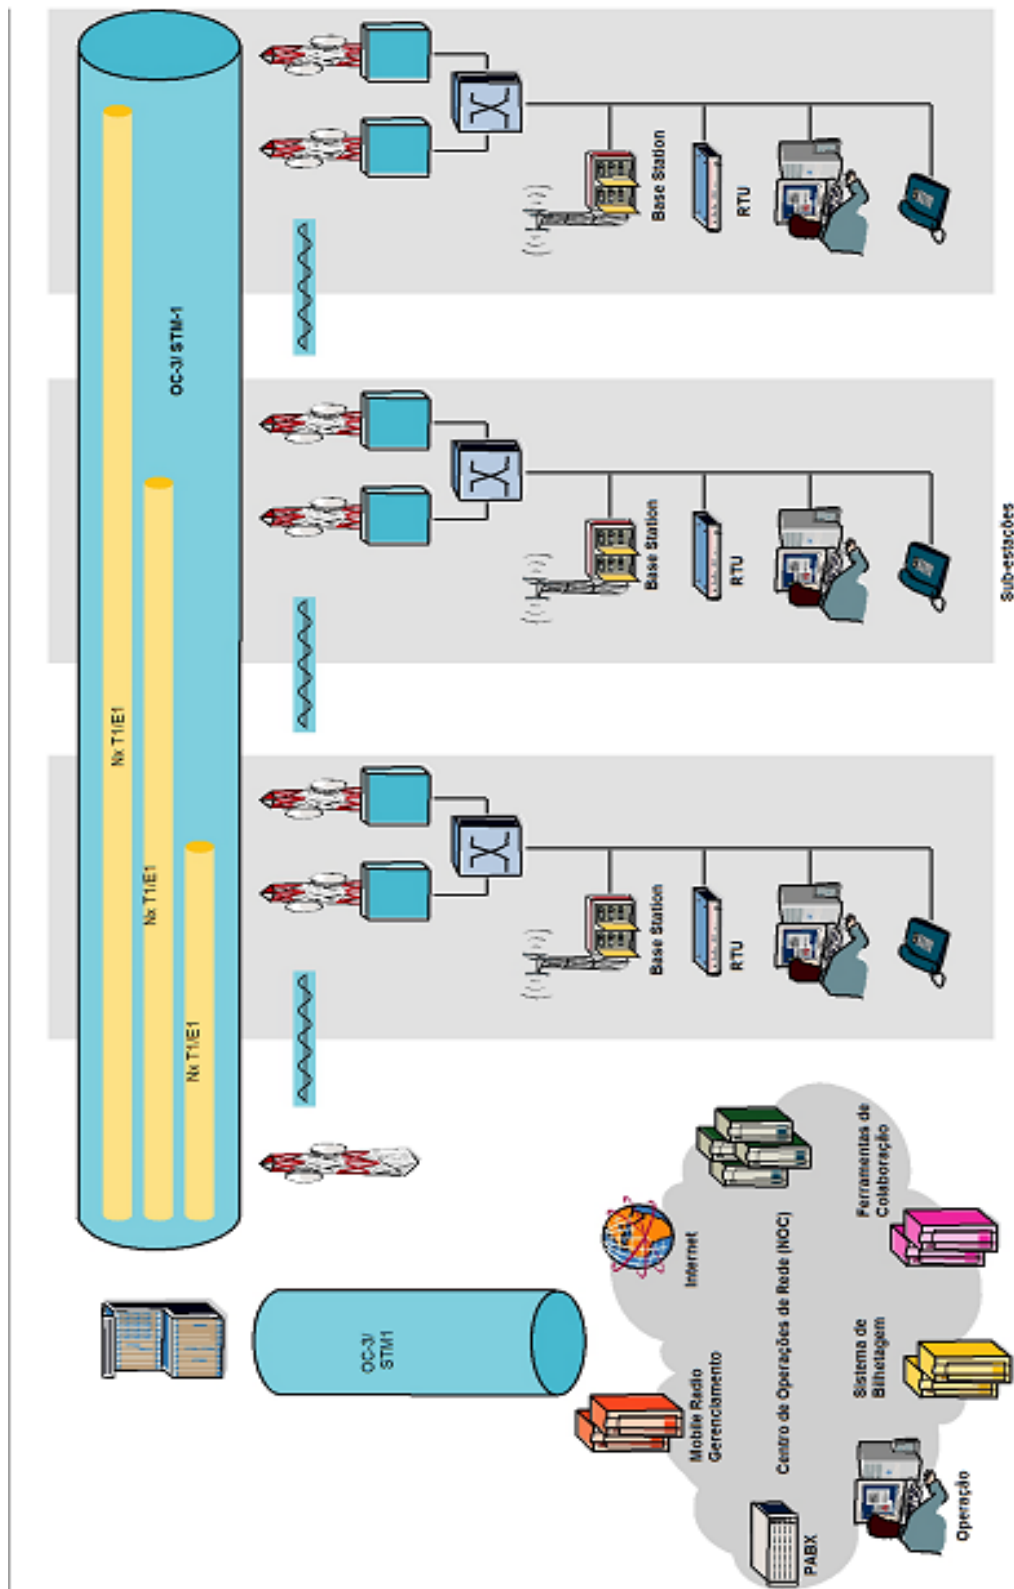 OC-3/ STM-1
Nx T1/E1
Nx T1/E1
Nx T1/E1
Base Station
RTU
Base Station
RTU
Base Station
RTU
Sub-estações
OC-3/
STM1
Internet
Mobile Radio
Gerenciamento
Centro de Operações de Rede (NOC)
Ferramentas de
Colaboração
Sistema de
Bilhetagem
PABX
Operação